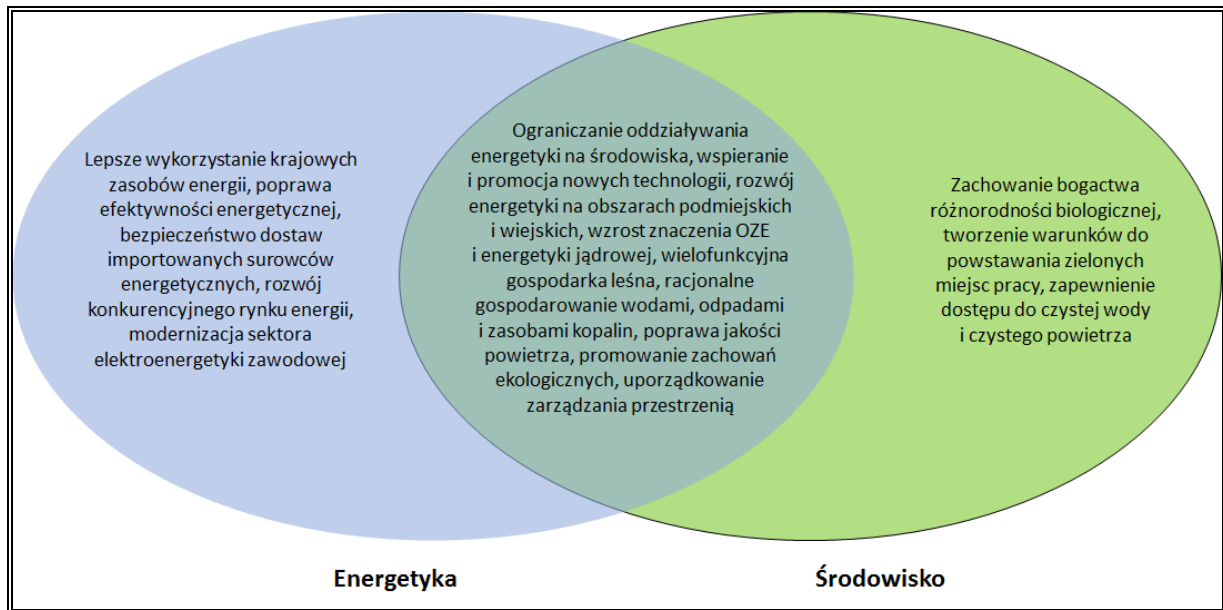 Lepsze wykorzystanie krajowych
zasobów energii, poprawa
efektywności energetycznej,
bezpieczeństwo dostaw
importowanych surowców
energetycznych, rozwój
konkurencyjnego rynku energii,
modernizacja sektora
elektroenergetyki zawodowej
Ograniczanie oddziaływania
energetyki na środowiska, wspieranie
i promocja nowych technologii, rozwój
energetyki na obszarach podmiejskich
i wiejskich, wzrost znaczenia OZE
i energetyki jądrowej, wielofunkcyjna
gospodarka leśna, racjonalne
gospodarowanie wodami, odpadami
i zasobami kopalin, poprawa jakości
powietrza, promowanie zachowań
ekologicznych, uporządkowanie
zarządzania przestrzenią
Zachowanie bogactwa
różnorodności biologicznej,
tworzenie warunków do
powstawania zielonych
miejsc pracy, zapewnienie
dostępu do czystej wody
i czystego powietrza
Energetyka
Środowisko